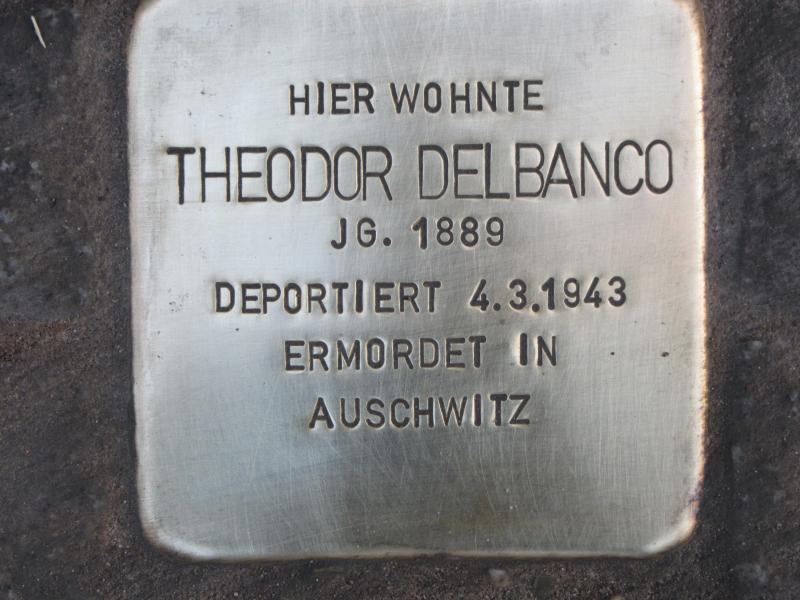 HIER WOHNTE
THEODOR DELBANCO
JG. 1889
DEPORTIERT 4.3.1943
ERMORDET IN
AUSCHWITZ